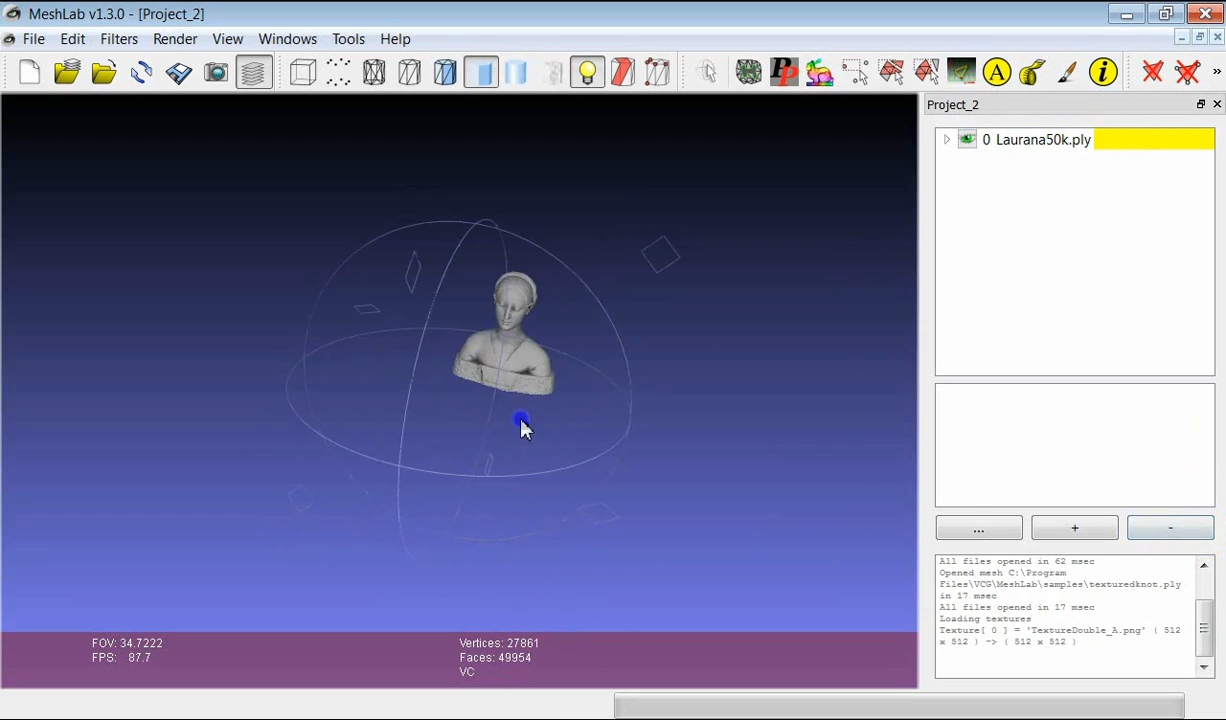 MeshLab v1.3.0 - [Project_2]
File Edit Filters Render View Windows Tools Help
A
i
»
Project_2
0 Laurana50k.ply
... + -
All files opened in 62 msec
Opened mesh C:\Program
Files\VCG\MeshLab\samples\texturedknot.ply
in 17 msec
All files opened in 17 msec
Loading textures
Texture[ 0 ] = 'TextureDouble_A.png' ( 512
x 512 ) -> ( 512 x 512 )
FOV: 34.7222
FPS: 87.7
Vertices: 27861
Faces: 49954
VC